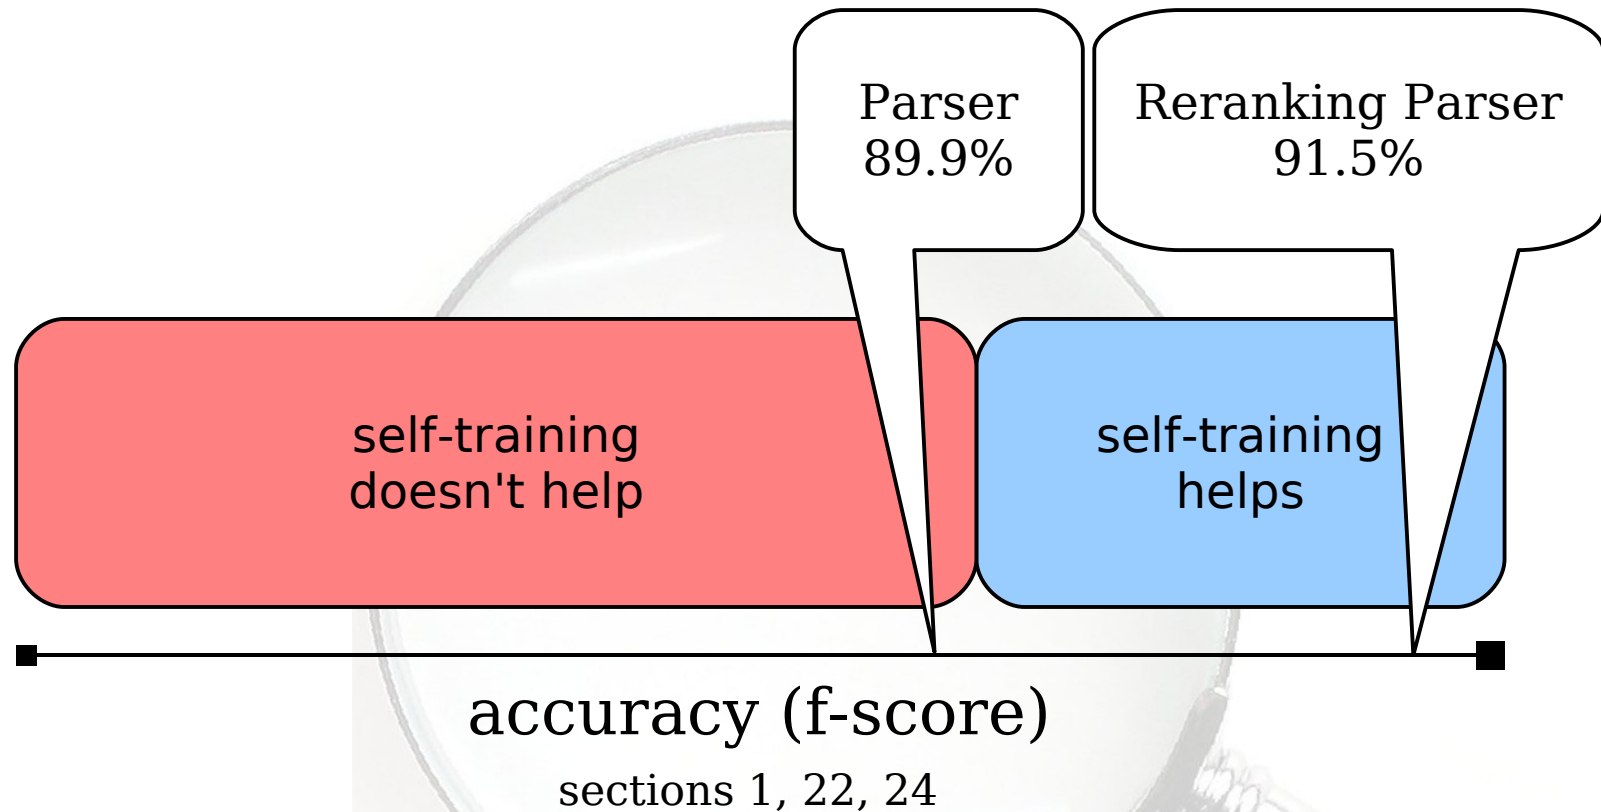 Parser
89.9%
Reranking Parser
91.5%
self-training
doesn't help
self-training
helps
accuracy (f-score)
sections 1, 22, 24